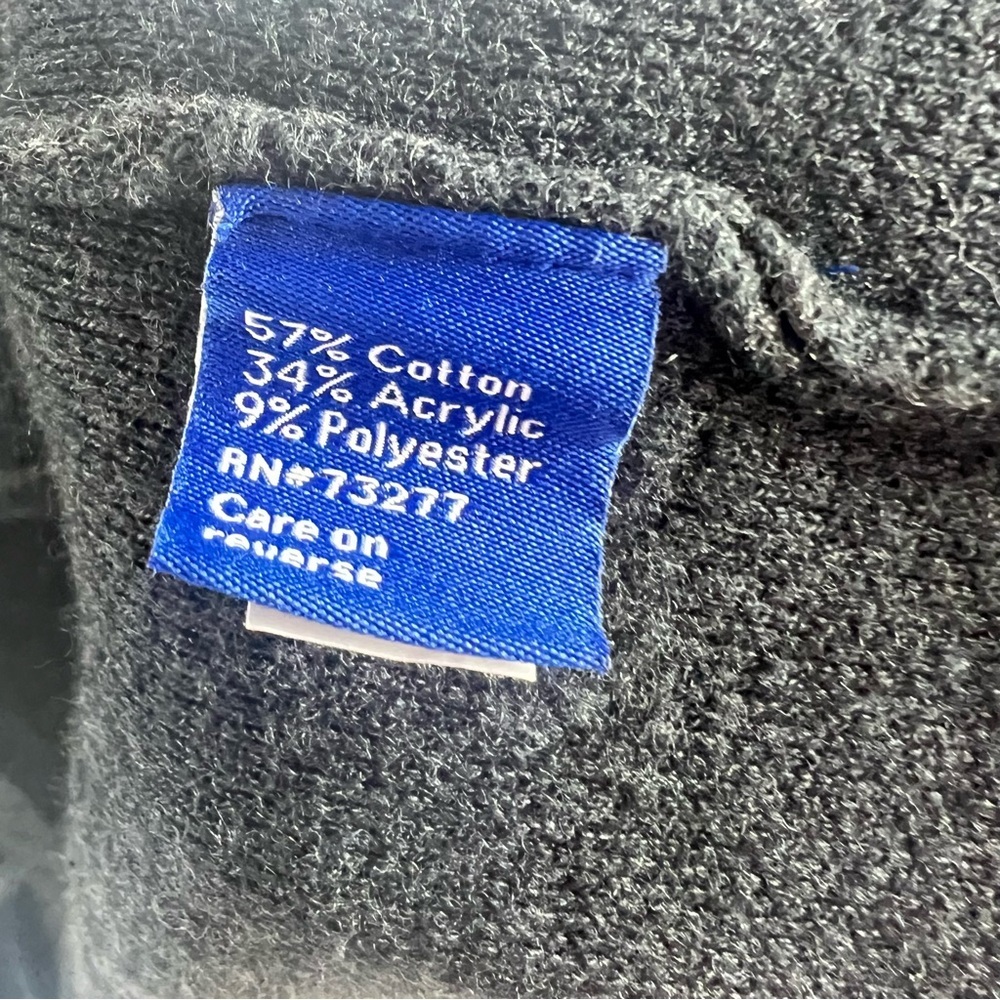 57% Cotton
34% Acrylic
9% Polyester
RN#73277
Care on
reverse